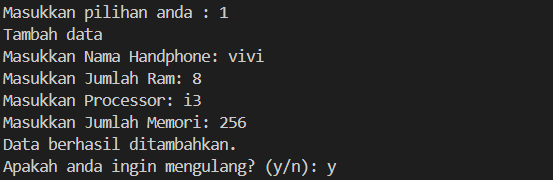 Masukkan pilihan anda : 1
Tambah data
Masukkan Nama Handphone: vivi
Masukkan Jumlah Ram: 8
Masukkan Processor: i3
Masukkan Jumlah Memori: 256
Data berhasil ditambahkan.
Apakah anda ingin mengulang? (y/n): y